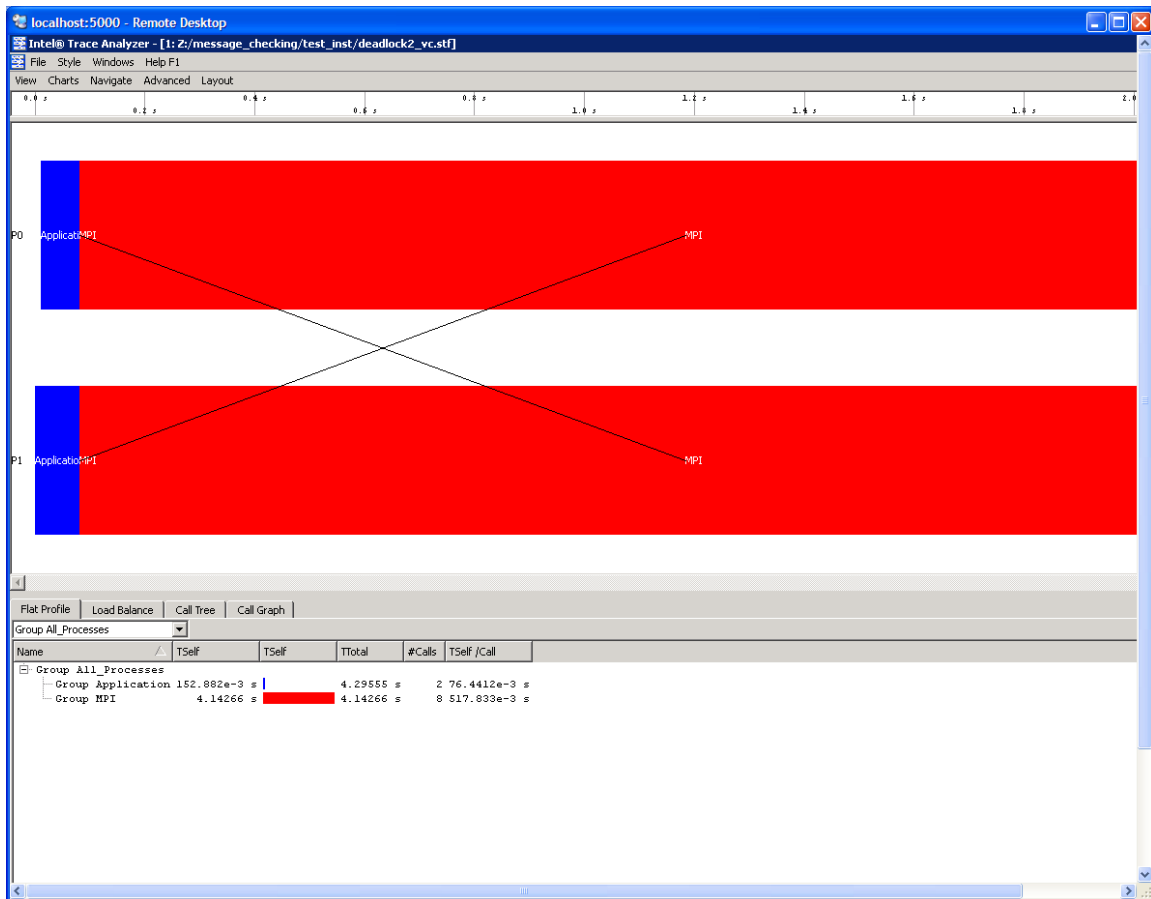 localhost:5000 - Remote Desktop
Intel® Trace Analyzer - [1: Z:/message_checking/test_inst/deadlock2_vc.stf]
File Style Windows Help F1
View Charts Navigate Advanced Layout
0.0 s 0.4 s 0.8 s 1.2 s 1.6 s 2.0
0.2 s 0.6 s 1.0 s 1.4 s 1.8 s
P0 Applicati MPI MPI
P1 Applicatio MPI MPI
Flat Profile Load Balance Call Tree Call Graph
Group All_Processes
Name TSelf TSelf TTotal #Calls TSelf /Call
Group All_Processes
Group Application 152.882e-3 s 4.29555 s 2 76.4412e-3 s
Group MPI 4.14266 s 4.14266 s 8 517.833e-3 s